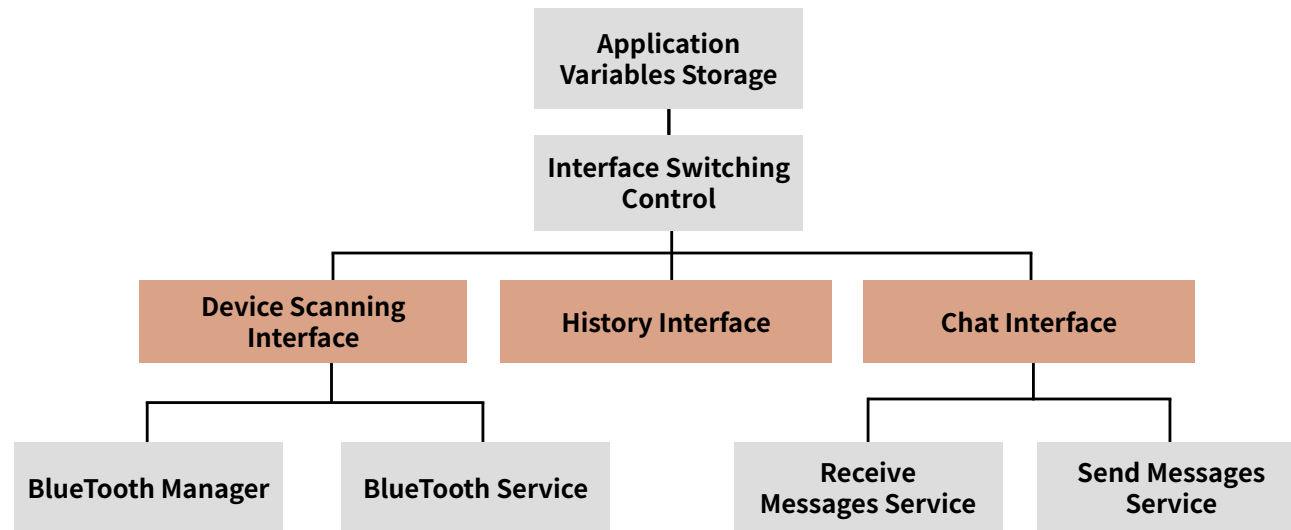 Application
Variables Storage
Interface Switching
Control
Device Scanning
Interface
History Interface
Chat Interface
BlueTooth Manager
BlueTooth Service
Receive
Messages Service
Send Messages
Service